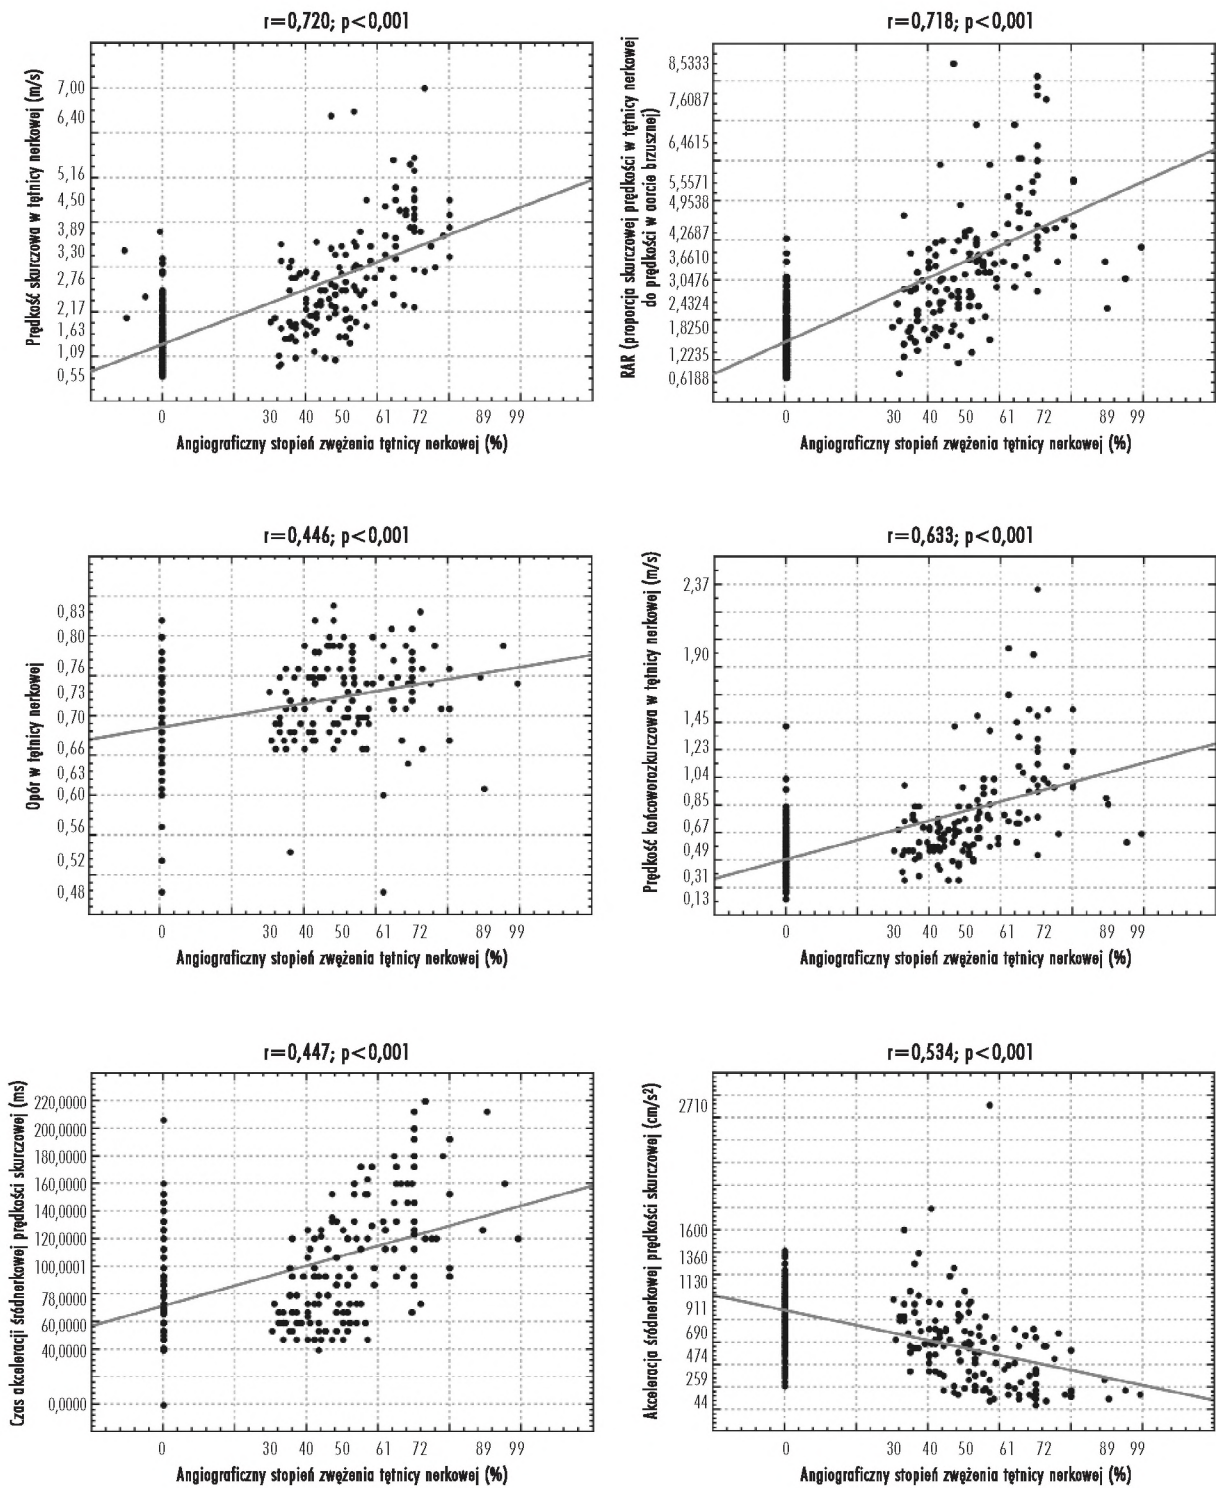 r=0,720; p<0,001
Prędkość skurczowa w tętnicy nerkowej (m/s)
7,00
6,40
5,16
4,50
3,89
3,30
2,76
2,17
1,63
1,09
0,55
0 30 40 50 61 72 89 99
Angiograficzny stopień zwężenia tętnicy nerkowej (%)
r=0,718; p<0,001
RAR (proporcja skurczowej prędkości w tętnicy nerkowej
do prędkości w aorcie brzusznej)
8,5333
7,6087
6,4615
5,5571
4,9538
4,2687
3,6610
3,0476
2,4324
1,8250
1,2235
0,6188
0 30 40 50 61 72 89 99
Angiograficzny stopień zwężenia tętnicy nerkowej (%)
r=0,446; p<0,001
Opór w tętnicy nerkowej
0,83
0,80
0,76
0,73
0,70
0,66
0,63
0,60
0,56
0,52
0,48
0 30 40 50 61 72 89 99
Angiograficzny stopień zwężenia tętnicy nerkowej (%)
r=0,633; p<0,001
Prędkość końcoworozkurczowa w tętnicy nerkowej (m/s)
2,37
1,90
1,45
1,23
1,04
0,85
0,67
0,49
0,31
0,13
0 30 40 50 61 72 89 99
Angiograficzny stopień zwężenia tętnicy nerkowej (%)
r=0,447; p<0,001
Czas akceleracji śródnerkowej prędkości skurczowej (ms)
220,0000
200,0000
180,0000
160,0000
140,0000
120,0000
100,0001
78,0000
60,0000
40,0000
0,0000
0 30 40 50 61 72 89 99
Angiograficzny stopień zwężenia tętnicy nerkowej (%)
r=0,534; p<0,001
Akceleracja śródnerkowej prędkości skurczowej (cm/s²)
2710
1600
1360
1130
911
690
474
259
44
0 30 40 50 61 72 89 99
Angiograficzny stopień zwężenia tętnicy nerkowej (%)